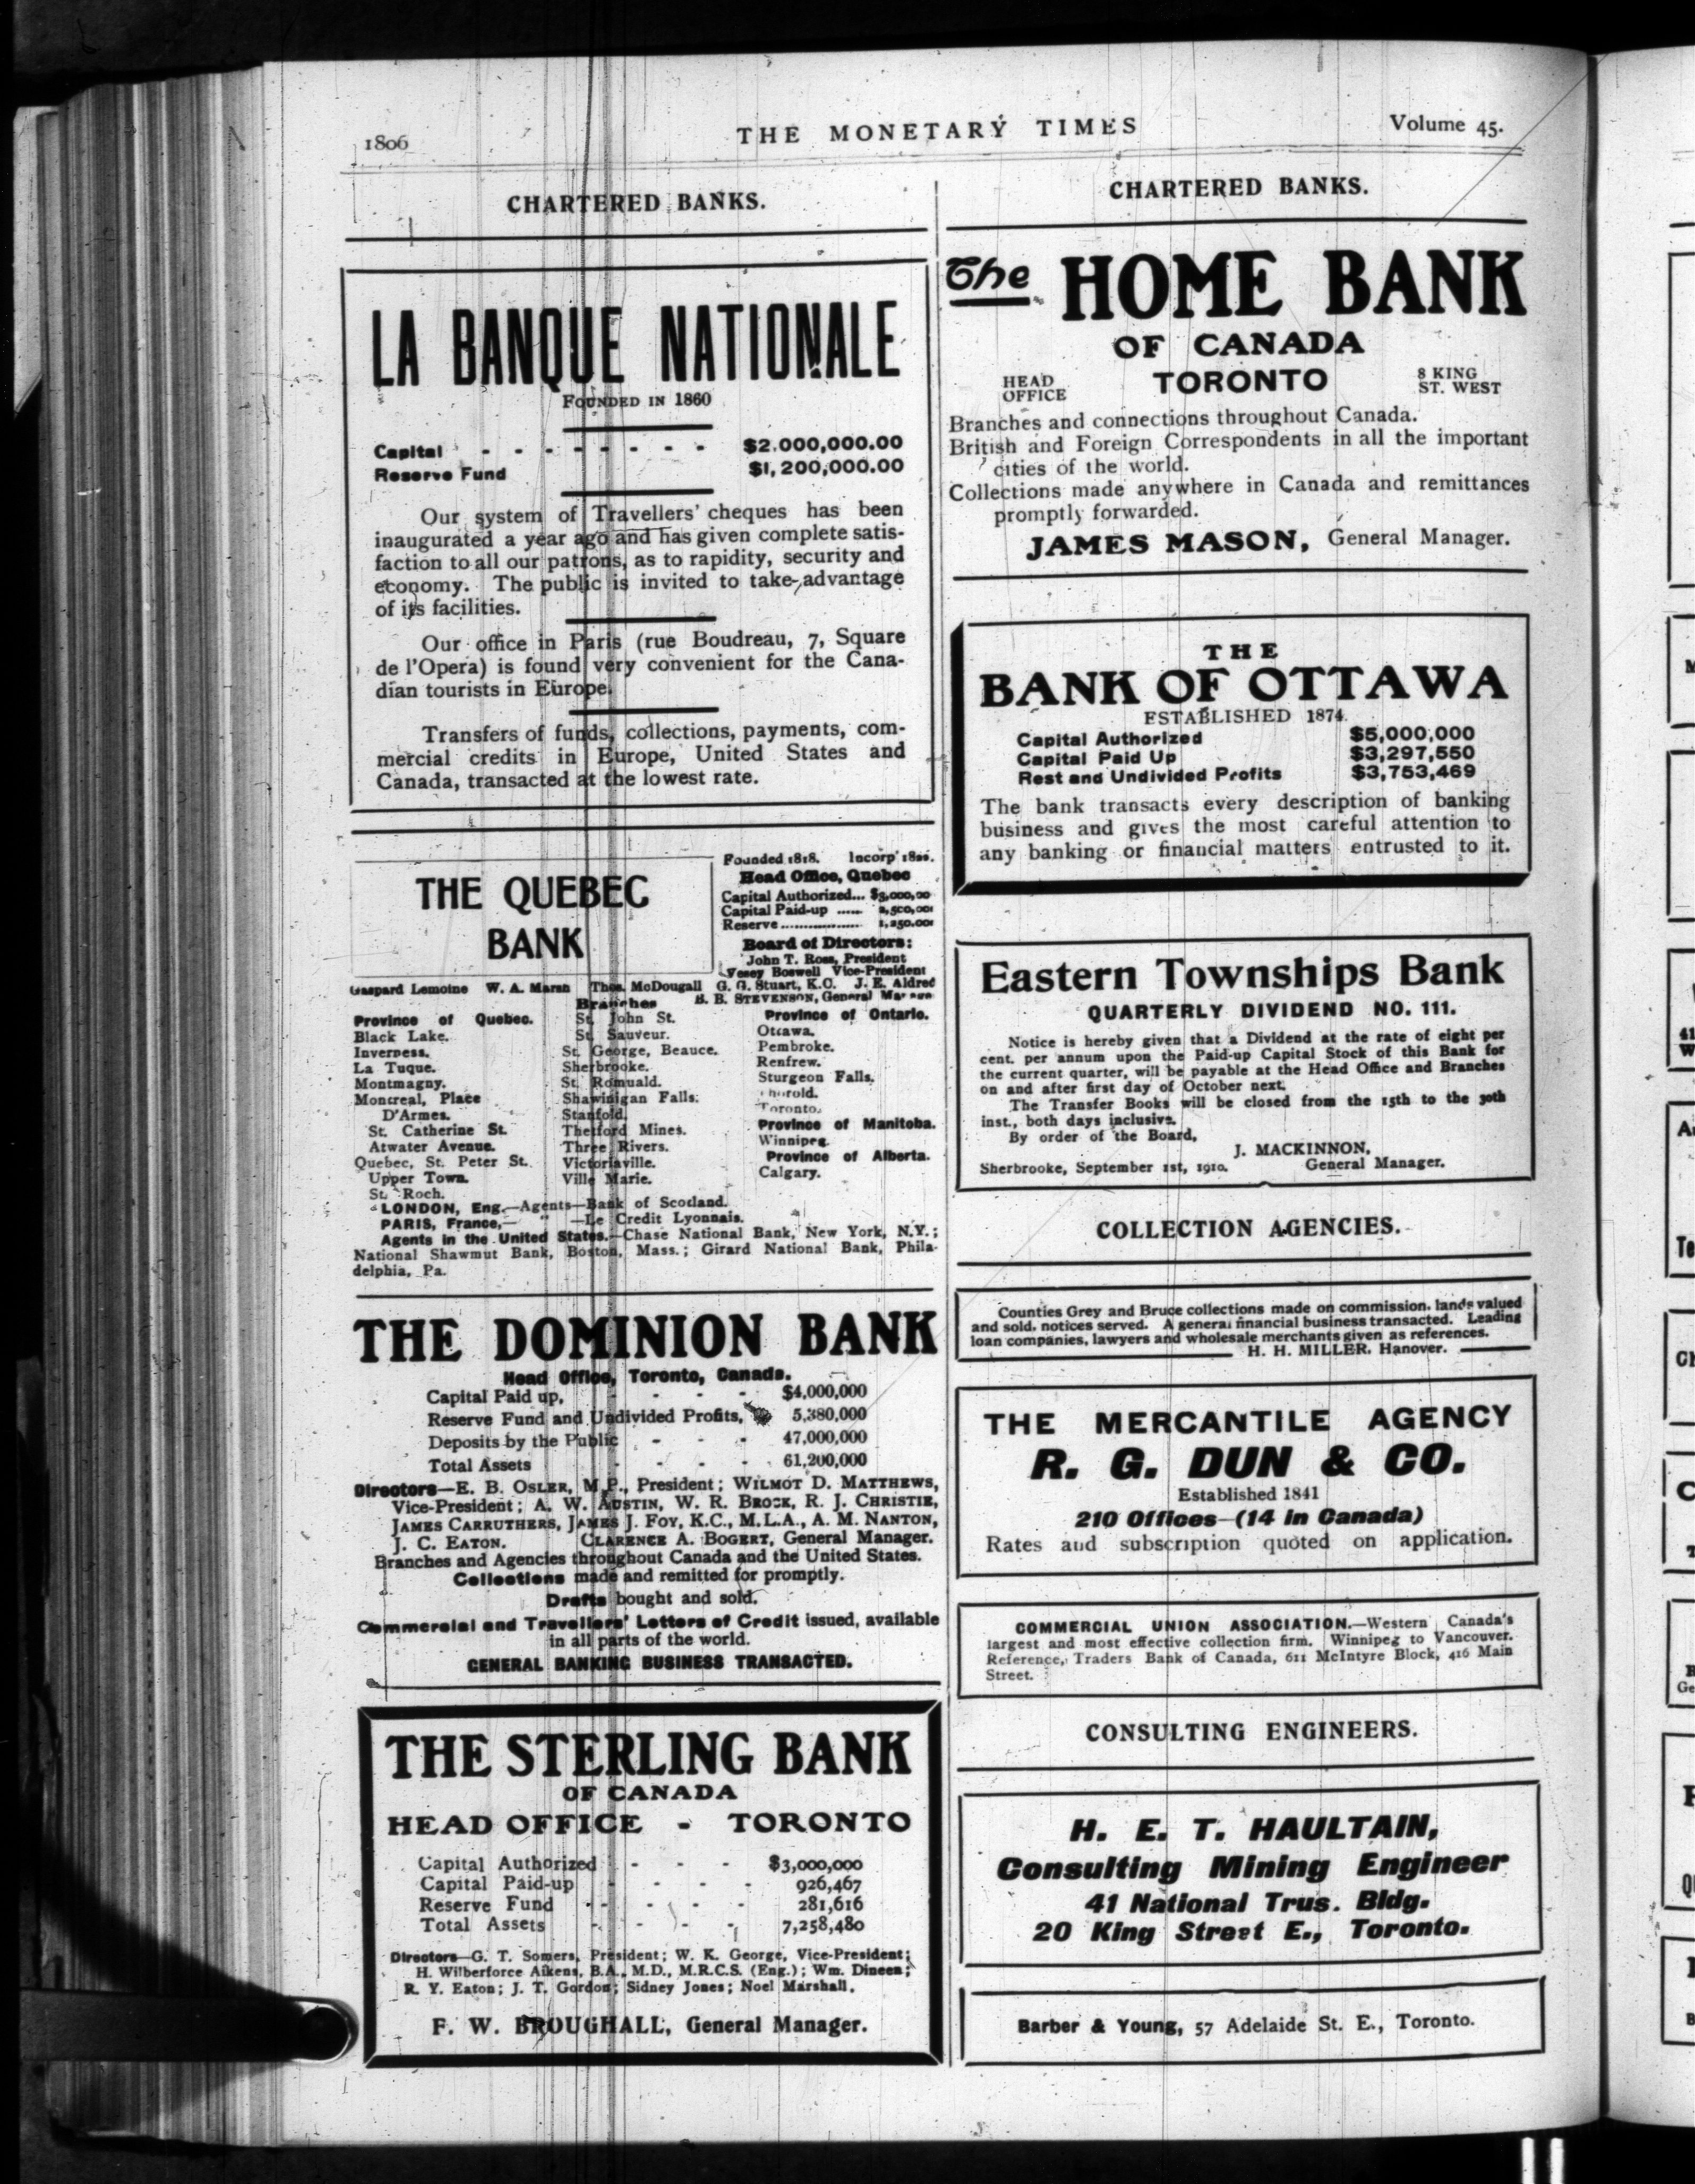 1806
THE MONETARY TIMES
Volume 45.
CHARTERED BANKS.
LA BANQUE NATIONALE
FOUNDED IN 1860
Capital - - - - - - - - $2,000,000.00
Reserve Fund $1,200,000.00
Our system of Travellers' cheques has been
inaugurated a year ago and has given complete satis-
faction to all our patrons, as to rapidity, security and
economy. The public is invited to take advantage
of its facilities.
Our office in Paris (rue Boudreau, 7, Square
de l'Opera) is found very convenient for the Cana-
dian tourists in Europe.
Transfers of funds, collections, payments, com-
mercial credits in Europe, United States and
Canada, transacted at the lowest rate.
THE QUEBEC
BANK
Founded 1818. Incorp'
Head Office, Quebec
Capital Authorized...
Capital Paid-up ......
Reserve
Board of Directors:
John T. Ross, President
Vesey Boswell Vice-President
Gaspard Lemoine W. A. Marsh Thos. McDougall G. G. Stuart, K.C. J. E. Aldred
Branches B. B. STEVENSON, General
Province of Quebec.
Black Lake.
Inverness.
La Tuque.
Montmagny.
Montreal, Place
D'Armes.
St. Catherine St.
Atwater Avenue.
Quebec, St. Peter St.
Upper Town.
St. Roch.
St. John St.
St. Sauveur.
St. George, Beauce.
Sherbrooke.
St. Romuald.
Shawinigan Falls.
Stanfold.
Thetford Mines.
Three Rivers.
Victoriaville.
Ville Marie.
Province of Ontario.
Ottawa.
Pembroke.
Renfrew.
Sturgeon Falls.
Thorold.
Toronto.
Province of Manitoba.
Winnipeg.
Province of Alberta.
Calgary.
LONDON, Eng.—Agents—Bank of Scotland.
PARIS, France,— " —Le Credit Lyonnais.
Agents in the United States.—Chase National Bank, New York, N.Y.;
National Shawmut Bank, Boston, Mass.; Girard National Bank, Phila-
delphia, Pa.
THE DOMINION BANK
Head Office, Toronto, Canada.
Capital Paid up, - - - $4,000,000
Reserve Fund and Undivided Profits, 5,380,000
Deposits by the Public - - - 47,000,000
Total Assets - - - - 61,200,000
Directors—E. B. OSLER, M.P., President; WILMOT D. MATTHEWS,
Vice-President; A. W. AUSTIN, W. R. BROCK, R. J. CHRISTIE,
JAMES CARRUTHERS, JAMES J. FOY, K.C., M.L.A., A. M. NANTON,
J. C. EATON. CLARENCE A. BOGERT, General Manager.
Branches and Agencies throughout Canada and the United States.
Collections made and remitted for promptly.
Drafts bought and sold.
Commercial and Travellers' Letters of Credit issued, available
in all parts of the world.
GENERAL BANKING BUSINESS TRANSACTED.
THE STERLING BANK
OF CANADA
HEAD OFFICE - TORONTO
Capital Authorized - - - $3,000,000
Capital Paid-up - - - 926,467
Reserve Fund - - - - 281,616
Total Assets - - - - 7,258,480
Directors—G. T. Somers, President; W. K. George, Vice-President;
H. Wilberforce Aikens, B.A., M.D., M.R.C.S. (Eng.); Wm. Dineen;
R. Y. Eaton; J. T. Gordon; Sidney Jones; Noel Marshall.
F. W. BROUGHALL, General Manager.
CHARTERED BANKS.
The HOME BANK
OF CANADA
HEAD OFFICE TORONTO 8 KING ST. WEST
Branches and connections throughout Canada.
British and Foreign Correspondents in all the important
cities of the world.
Collections made anywhere in Canada and remittances
promptly forwarded.
JAMES MASON, General Manager.
THE
BANK OF OTTAWA
ESTABLISHED 1874.
Capital Authorized $5,000,000
Capital Paid Up $3,297,550
Rest and Undivided Profits $3,753,469
The bank transacts every description of banking
business and gives the most careful attention to
any banking or financial matters entrusted to it.
Eastern Townships Bank
QUARTERLY DIVIDEND NO. 111.
Notice is hereby given that a Dividend at the rate of eight per
cent. per annum upon the Paid-up Capital Stock of this Bank for
the current quarter, will be payable at the Head Office and Branches
on and after first day of October next.
The Transfer Books will be closed from the 15th to the 30th
inst., both days inclusive.
By order of the Board,
J. MACKINNON,
Sherbrooke, September 1st, 1910. General Manager.
COLLECTION AGENCIES.
Counties Grey and Bruce collections made on commission, lands valued
and sold, notices served. A general financial business transacted. Leading
loan companies, lawyers and wholesale merchants given as references.
H. H. MILLER, Hanover.
THE MERCANTILE AGENCY
R. G. DUN & CO.
Established 1841
210 Offices—(14 in Canada)
Rates and subscription quoted on application.
COMMERCIAL UNION ASSOCIATION.—Western Canada's
largest and most effective collection firm. Winnipeg to Vancouver.
Reference, Traders Bank of Canada, 611 McIntyre Block, 416 Main
Street.
CONSULTING ENGINEERS.
H. E. T. HAULTAIN,
Consulting Mining Engineer
41 National Trus. Bldg.
20 King Street E., Toronto.
Barber & Young, 57 Adelaide St. E., Toronto.